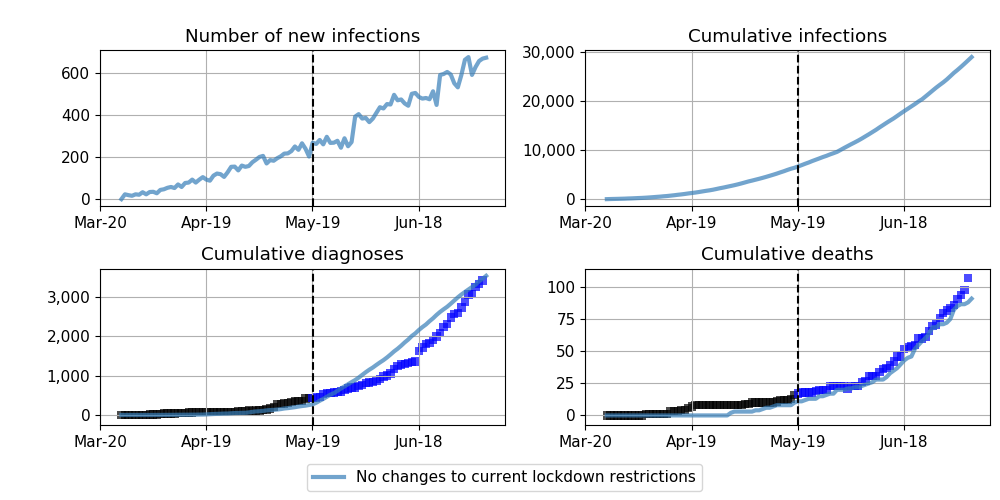 Number of new infections
600
400
200
0
Mar-20 Apr-19 May-19 Jun-18
Cumulative infections
30,000
20,000
10,000
0
Mar-20 Apr-19 May-19 Jun-18
Cumulative diagnoses
3,000
2,000
1,000
0
Mar-20 Apr-19 May-19 Jun-18
Cumulative deaths
100
75
50
25
0
Mar-20 Apr-19 May-19 Jun-18
No changes to current lockdown restrictions